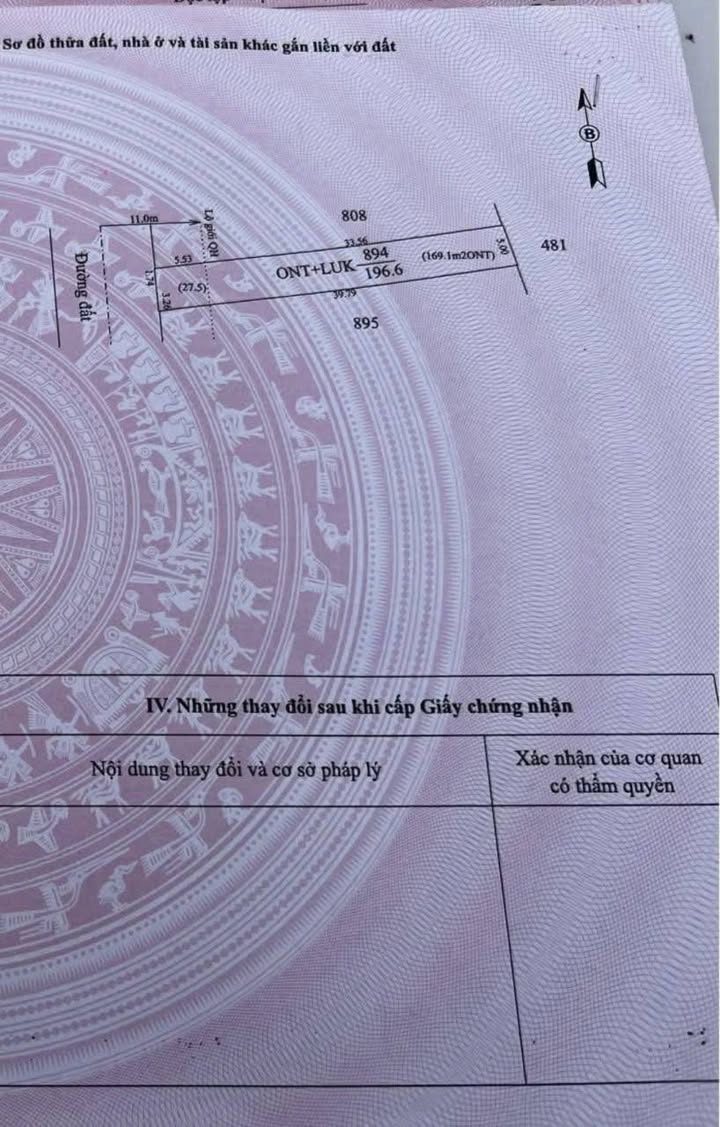 Sơ đồ thửa đất, nhà ở và tài sản khác gắn liền với đất
B
11.0m
Lộ giới QH
808
Đường đất
5.53
33.56
ONT+LUK
894
196.6
(169.1m2ONT)
5.00
481
1.74
3.26
(27.5)
39.79
895
IV. Những thay đổi sau khi cấp Giấy chứng nhận
Nội dung thay đổi và cơ sở pháp lý
Xác nhận của cơ quan
có thẩm quyền